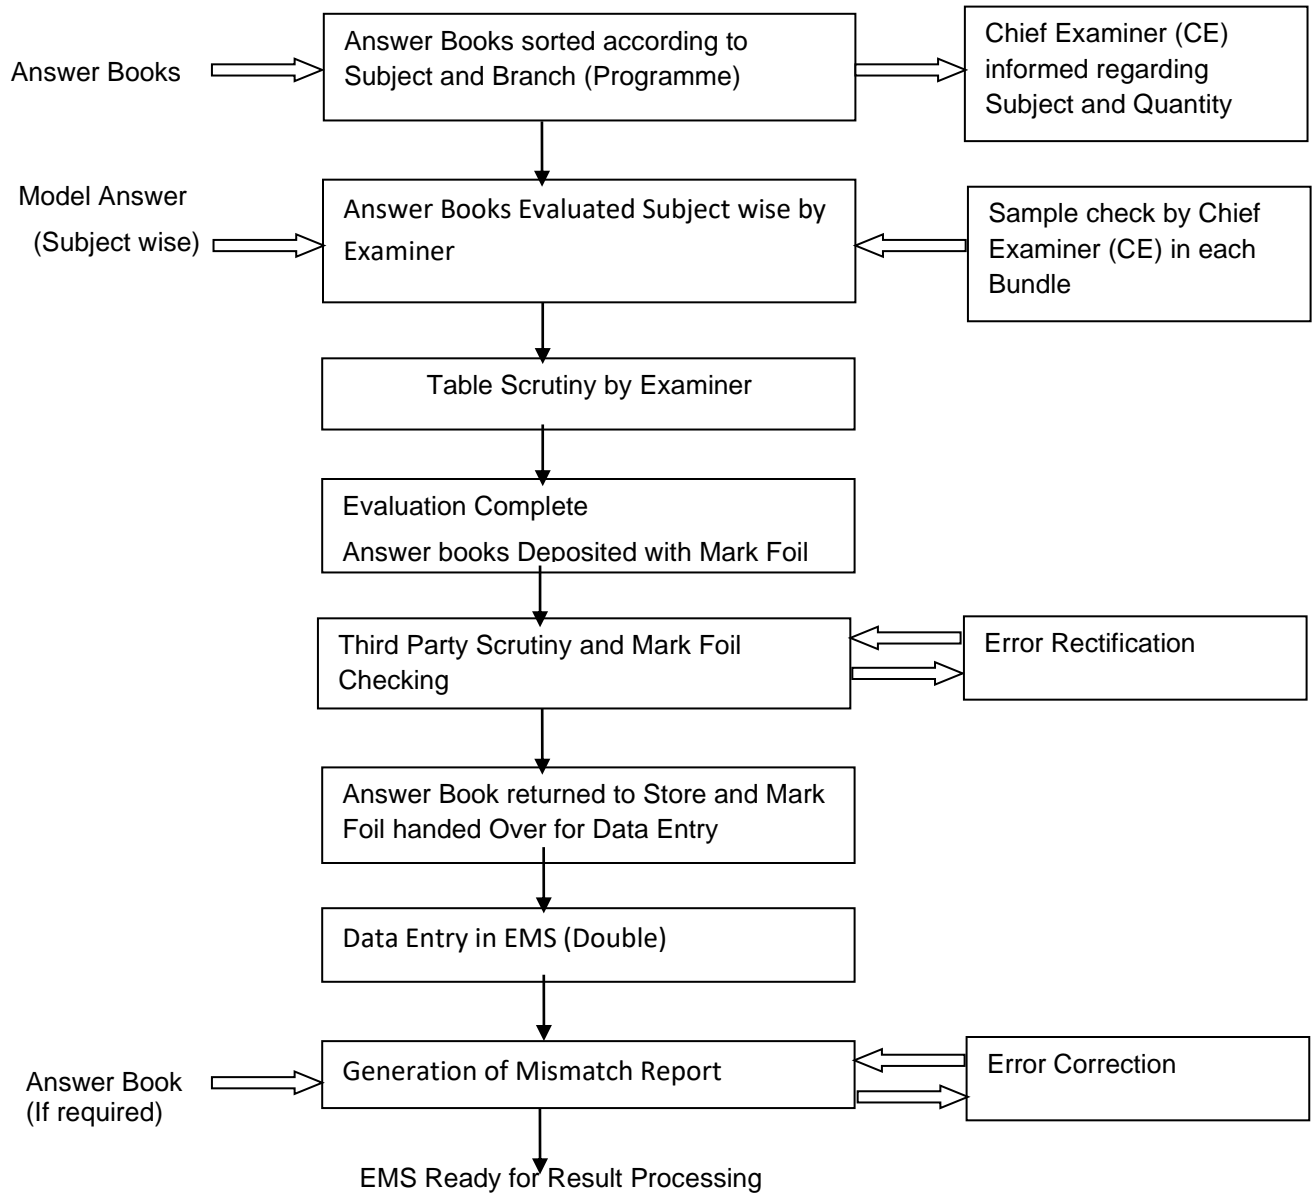 Answer Books
Answer Books sorted according to
Subject and Branch (Programme)
Chief Examiner (CE)
informed regarding
Subject and Quantity
Model Answer
(Subject wise)
Answer Books Evaluated Subject wise by
Examiner
Sample check by Chief
Examiner (CE) in each
Bundle
Table Scrutiny by Examiner
Evaluation Complete
Answer books Deposited with Mark Foil
Third Party Scrutiny and Mark Foil
Checking
Error Rectification
Answer Book returned to Store and Mark
Foil handed Over for Data Entry
Data Entry in EMS (Double)
Answer Book
(If required)
Generation of Mismatch Report
Error Correction
EMS Ready for Result Processing